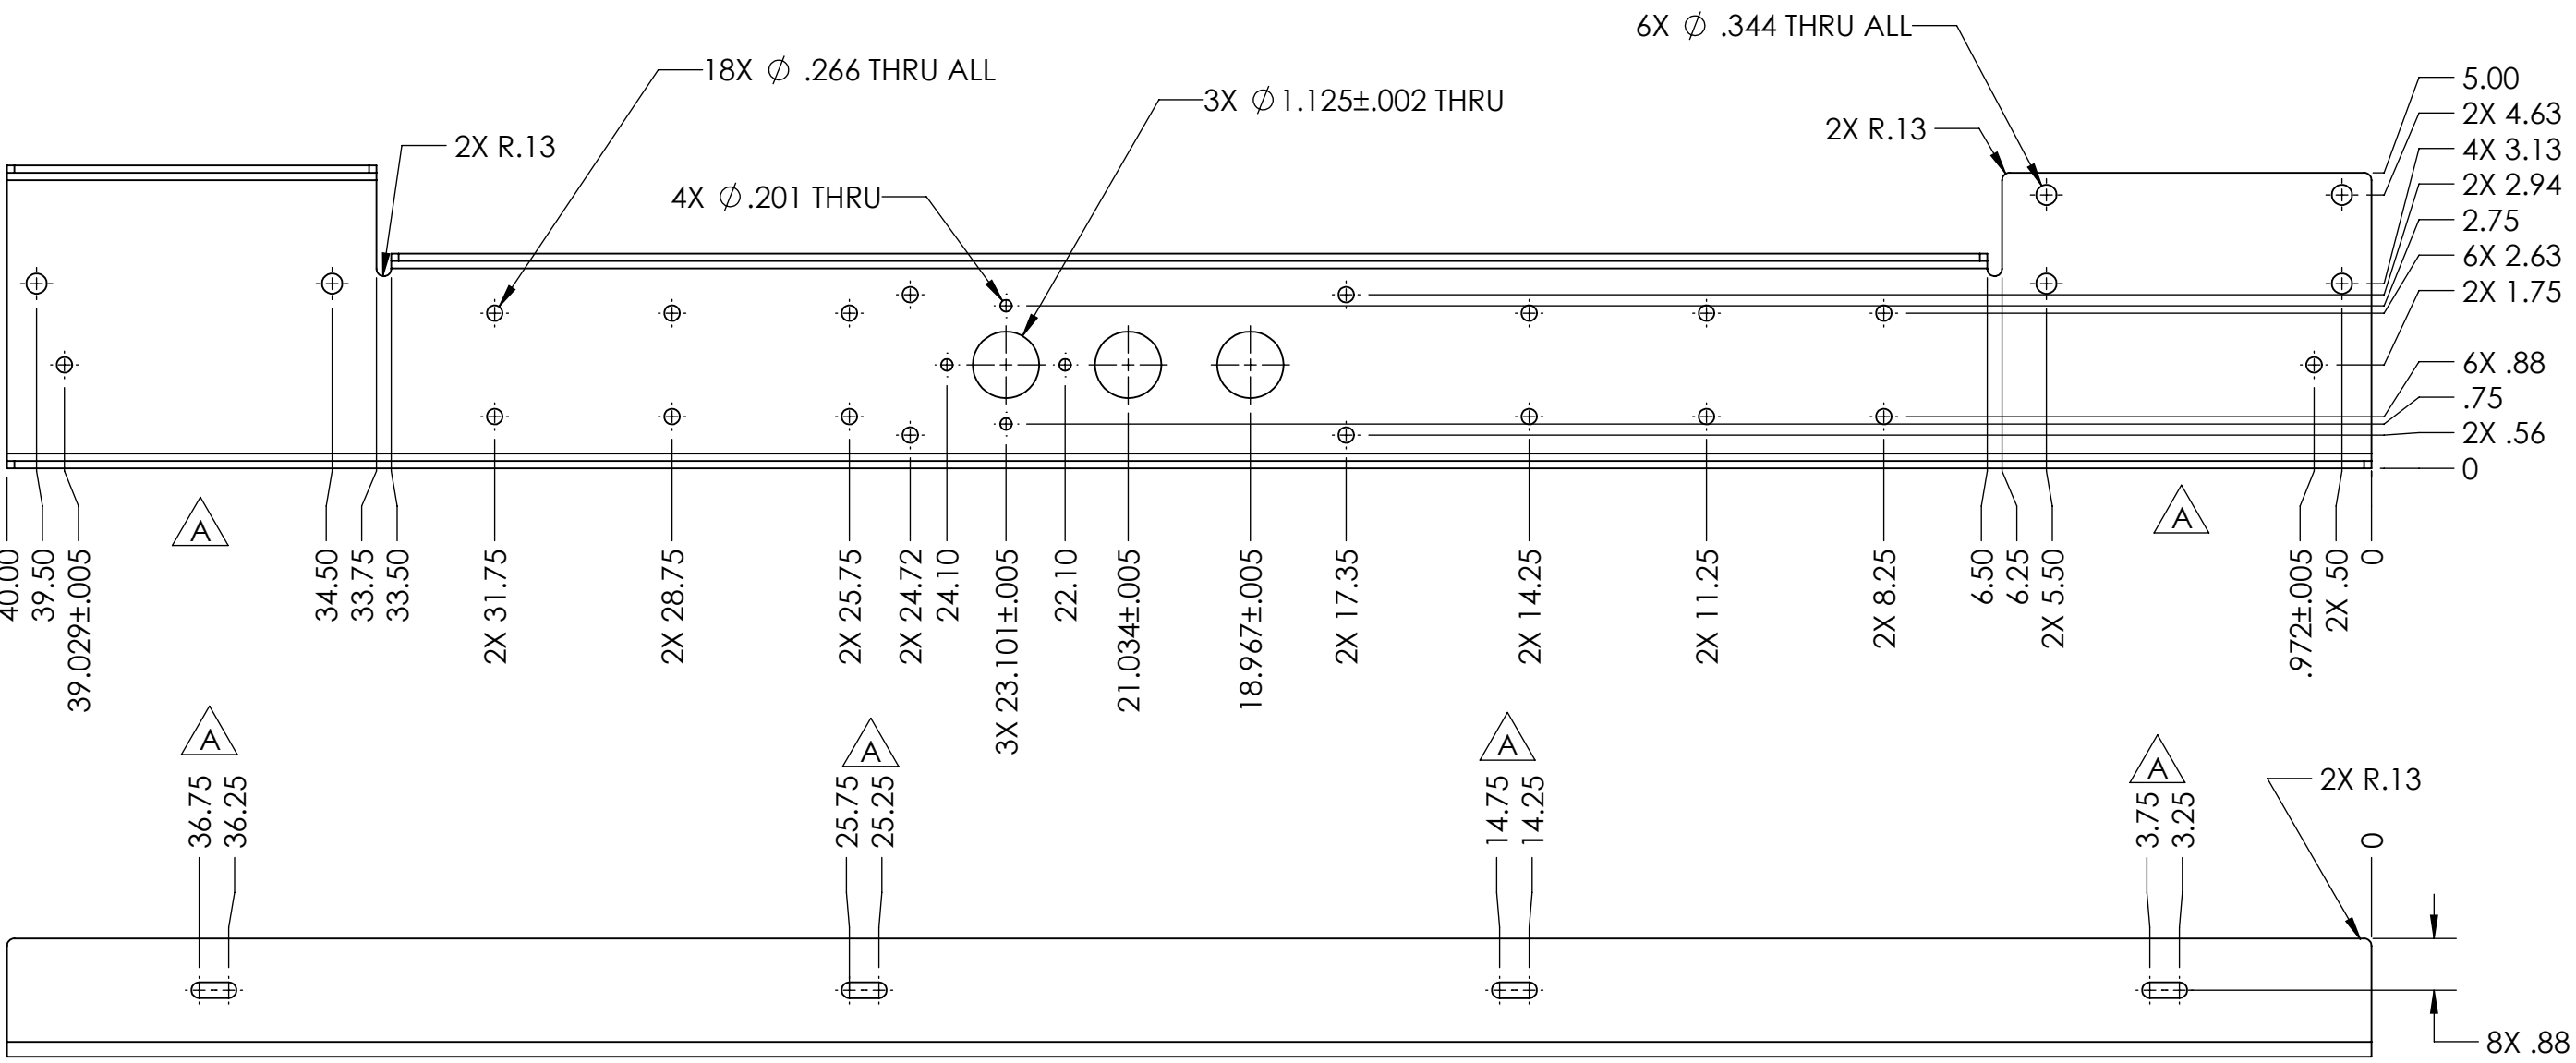 6X ∅ .344 THRU ALL
18X ∅ .266 THRU ALL
3X ∅1.125±.002 THRU
2X R.13
2X R.13
4X ∅.201 THRU
5.00
2X 4.63
4X 3.13
2X 2.94
2.75
6X 2.63
2X 1.75
6X .88
.75
2X .56
0
A
A
40.00
39.50
39.029±.005
34.50
33.75
33.50
2X 31.75
2X 28.75
2X 25.75
2X 24.72
24.10
3X 23.101±.005
22.10
21.034±.005
18.967±.005
2X 17.35
2X 14.25
2X 11.25
2X 8.25
6.50
6.25
2X 5.50
.972±.005
2X .50
0
A
A
A
A
36.75
36.25
25.75
25.25
14.75
14.25
3.75
3.25
0
2X R.13
8X .88